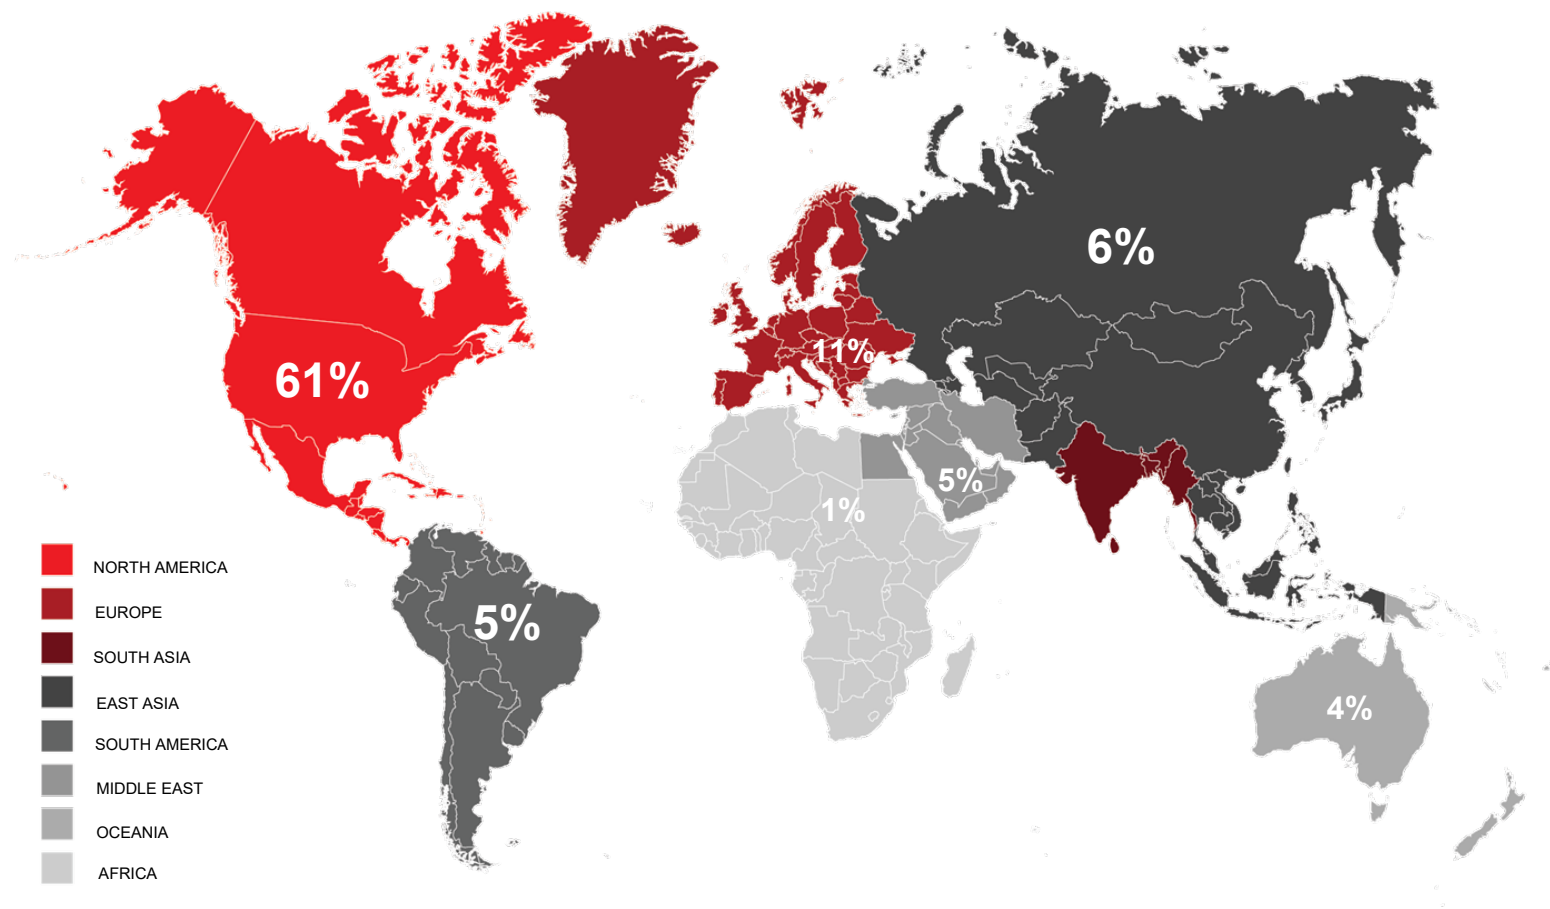 6%
11%
61%
5%
1%
5%
4%
NORTH AMERICA
EUROPE
SOUTH ASIA
EAST ASIA
SOUTH AMERICA
MIDDLE EAST
OCEANIA
AFRICA